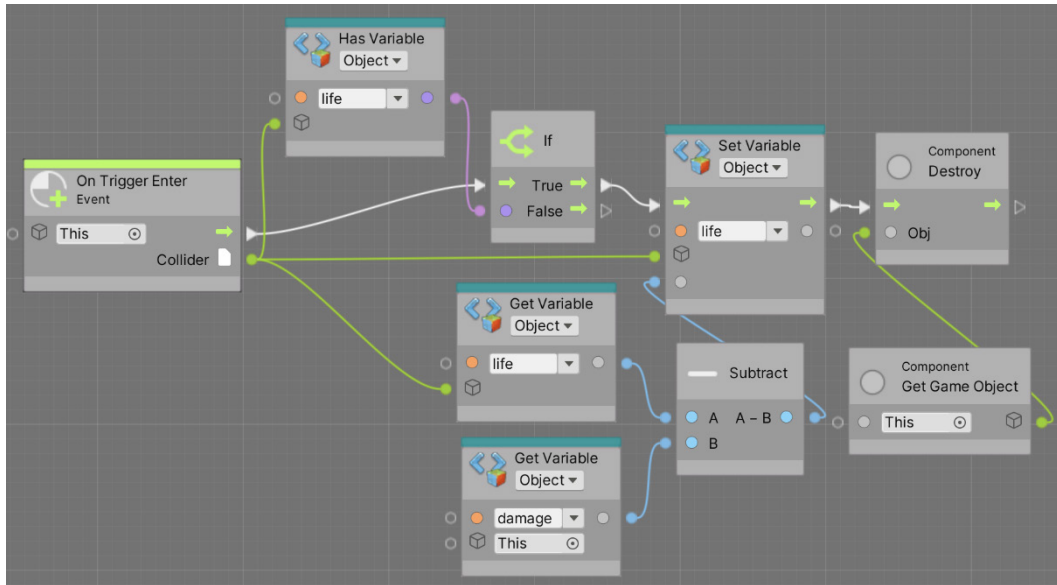 Has Variable
Object
life
On Trigger Enter
Event
This
Collider
If
True
False
Set Variable
Object
life
Component
Destroy
Obj
Get Variable
Object
life
Subtract
A A – B
B
Component
Get Game Object
This
Get Variable
Object
damage
This